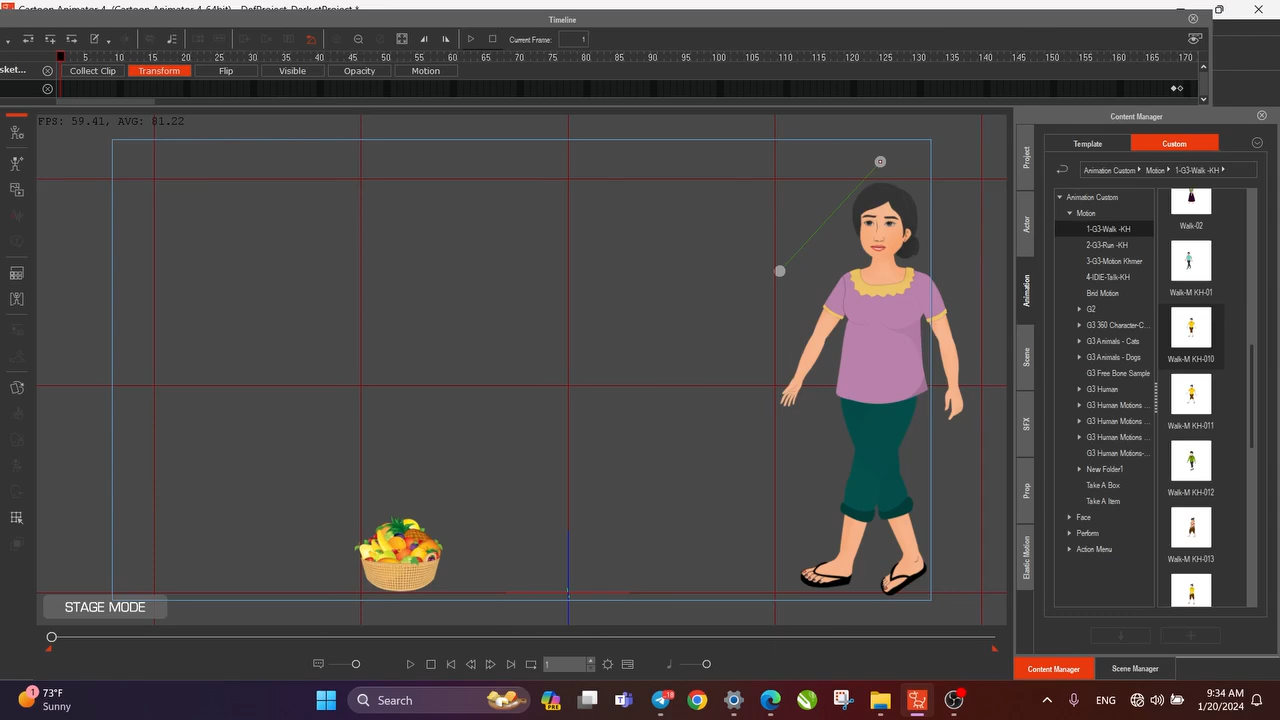 Cartoon Animator 4 (Cartoon Animator 4 64bit) - DefProject_Dark.ctProject*
Timeline
Current Frame: 1
5 10 15 20 25 30 35 40 45 50 55 60 65 70 75 80 85 90 95 100 105 110 115 120 125 130 135 140 145 150 155 160 165 170
sket... Collect Clip Transform Flip Visible Opacity Motion
FPS: 59.41, AVG: 81.22
STAGE MODE
1
Content Manager
Template Custom
Animation Custom Motion 1-G3-Walk -KH
Project
Actor
Animation
Scene
SFX
Prop
Elastic Motion
Animation Custom
Motion
1-G3-Walk -KH
2-G3-Run -KH
3-G3-Motion Khmer
4-IDIE-Talk-KH
Bnd Motion
G2
G3 360 Character-C...
G3 Animals - Cats
G3 Animals - Dogs
G3 Free Bone Sample
G3 Human
G3 Human Motions ...
G3 Human Motions ...
G3 Human Motions ...
G3 Human Motions-...
New Folder1
Take A Box
Take A Item
Face
Perform
Action Menu
Walk-02
Walk-M KH-01
Walk-M KH-010
Walk-M KH-011
Walk-M KH-012
Walk-M KH-013
Content Manager Scene Manager
1
73°F
Sunny
Search
PRE
18
ENG
9:34 AM
1/20/2024